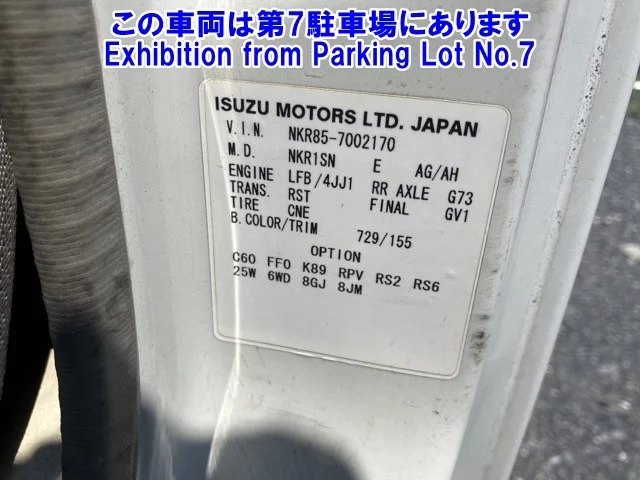 この車両は第7駐車場にあります
Exhibition from Parking Lot No.7
ISUZU MOTORS LTD. JAPAN
V.I.N. NKR85-7002170
M.D. NKR1SN E AG/AH
ENGINE LFB/4JJ1 RR AXLE G73
TRANS. RST FINAL GV1
TIRE CNE
B.COLOR/TRIM 729/155
OPTION
C60 FF0 K89 RPV RS2 RS6
25W 6WD 8GJ 8JM